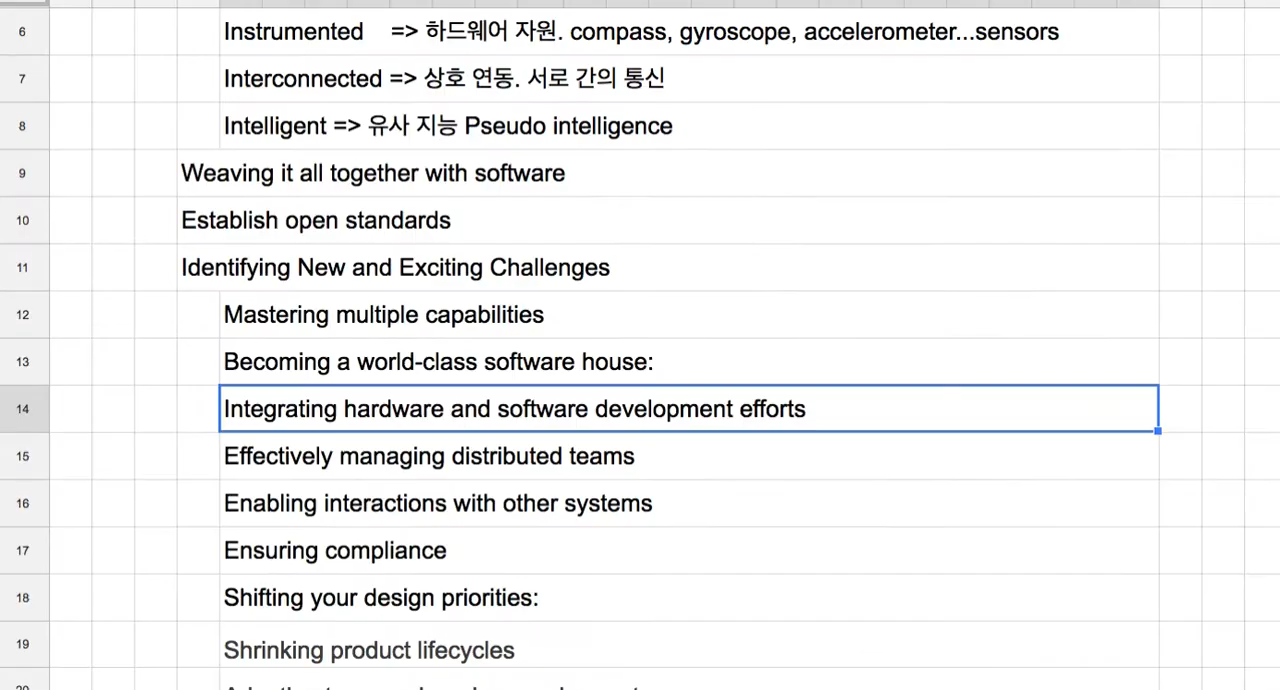 6 Instrumented => 하드웨어 자원. compass, gyroscope, accelerometer...sensors
7 Interconnected => 상호 연동. 서로 간의 통신
8 Intelligent => 유사 지능 Pseudo intelligence
9 Weaving it all together with software
10 Establish open standards
11 Identifying New and Exciting Challenges
12 Mastering multiple capabilities
13 Becoming a world-class software house:
14 Integrating hardware and software development efforts
15 Effectively managing distributed teams
16 Enabling interactions with other systems
17 Ensuring compliance
18 Shifting your design priorities:
19 Shrinking product lifecycles